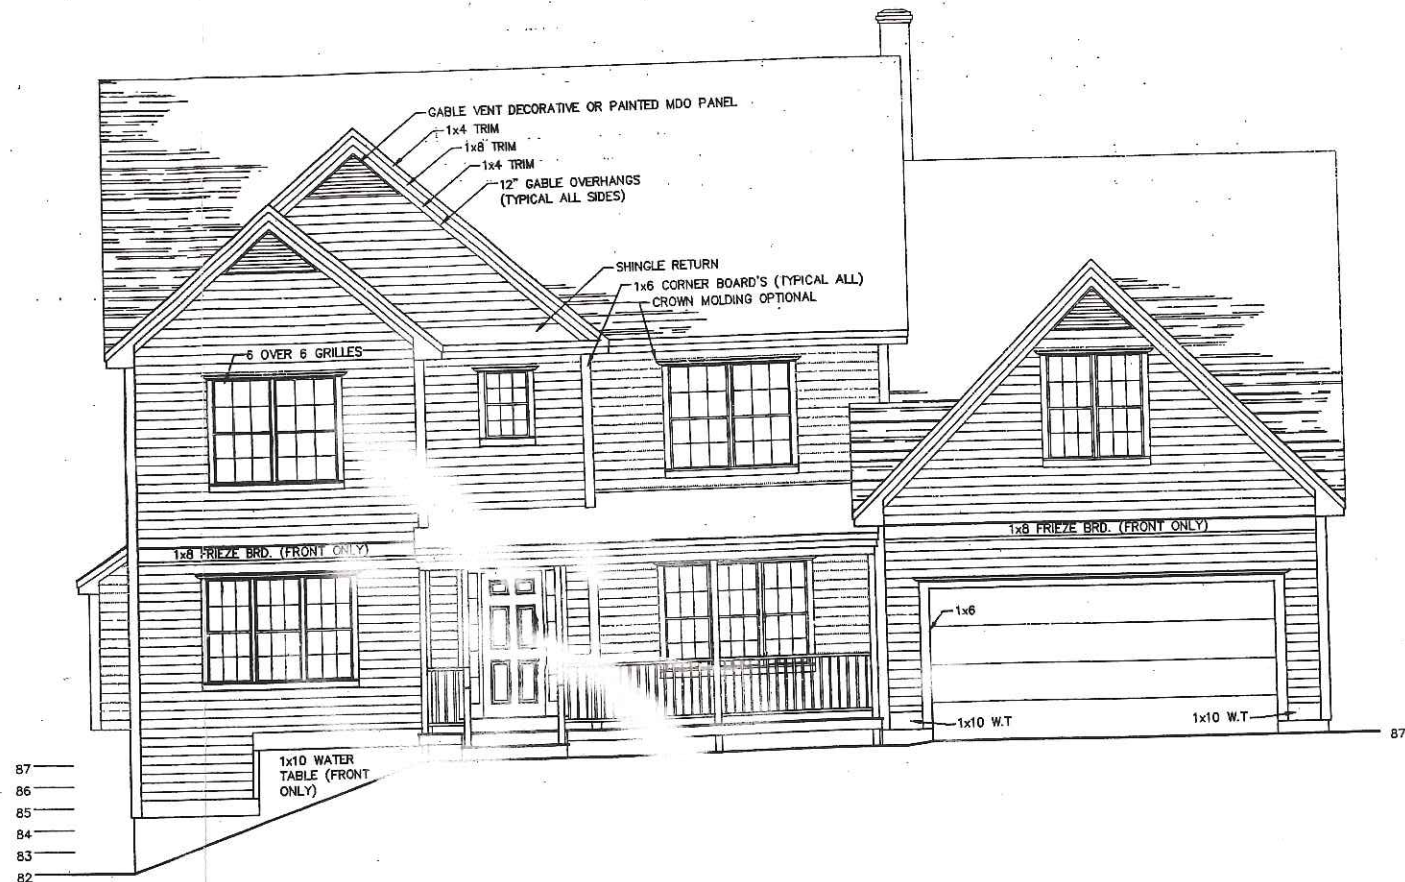 GABLE VENT DECORATIVE OR PAINTED MDO PANEL
1x4 TRIM
1x8 TRIM
1x4 TRIM
12" GABLE OVERHANGS
(TYPICAL ALL SIDES)
SHINGLE RETURN
1x6 CORNER BOARD'S (TYPICAL ALL)
CROWN MOLDING OPTIONAL
6 OVER 6 GRILLES
1x8 FRIEZE BRD. (FRONT ONLY)
1x8 FRIEZE BRD. (FRONT ONLY)
1x6
1x10 W.T
1x10 W.T
87
1x10 WATER
TABLE (FRONT
ONLY)
87
86
85
84
83
82